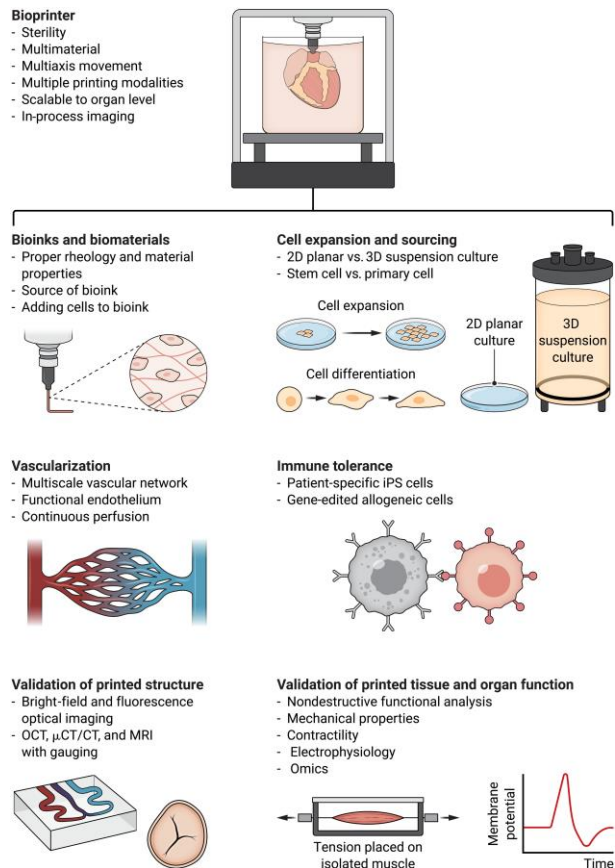 Bioprinter
- Sterility
- Multimaterial
- Multiaxis movement
- Multiple printing modalities
- Scalable to organ level
- In-process imaging
Bioinks and biomaterials
- Proper rheology and material
properties
- Source of bioink
- Adding cells to bioink
Cell expansion and sourcing
- 2D planar vs. 3D suspension culture
- Stem cell vs. primary cell
Cell expansion
Cell differentiation
2D planar
culture
3D
suspension
culture
Vascularization
- Multiscale vascular network
- Functional endothelium
- Continuous perfusion
Immune tolerance
- Patient-specific iPS cells
- Gene-edited allogeneic cells
Validation of printed structure
- Bright-field and fluorescence
optical imaging
- OCT, μCT/CT, and MRI
with gauging
Validation of printed tissue and organ function
- Nondestructive functional analysis
- Mechanical properties
- Contractility
- Electrophysiology
- Omics
Tension placed on
isolated muscle
Membrane
potential
Time